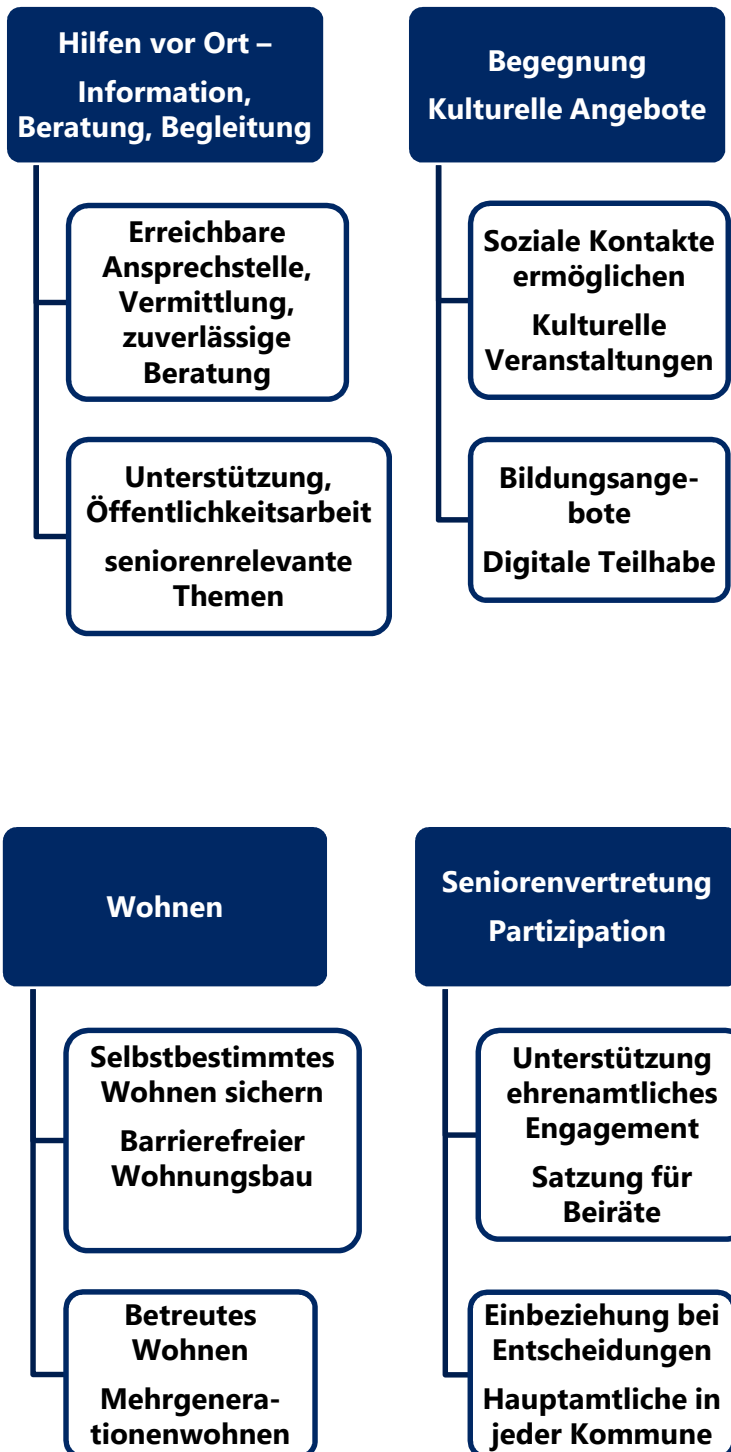 Hilfen vor Ort –
Information,
Beratung, Begleitung
Erreichbare
Ansprechstelle,
Vermittlung,
zuverlässige
Beratung
Unterstützung,
Öffentlichkeitsarbeit
seniorenrelevante
Themen
Begegnung
Kulturelle Angebote
Soziale Kontakte
ermöglichen
Kulturelle
Veranstaltungen
Bildungsange-
bote
Digitale Teilhabe
Wohnen
Selbstbestimmtes
Wohnen sichern
Barrierefreier
Wohnungsbau
Betreutes
Wohnen
Mehrgenera-
tionenwohnen
Seniorenvertretung
Partizipation
Unterstützung
ehrenamtliches
Engagement
Satzung für
Beiräte
Einbeziehung bei
Entscheidungen
Hauptamtliche in
jeder Kommune